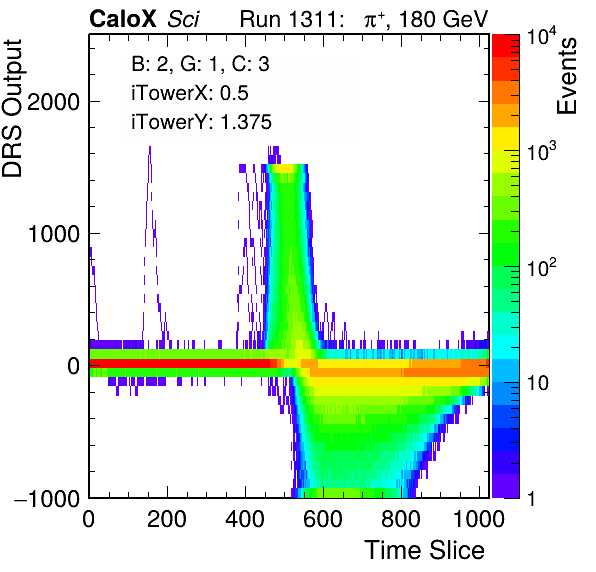 CaloX Sci Run 1311: π⁺, 180 GeV
B: 2, G: 1, C: 3
iTowerX: 0.5
iTowerY: 1.375
DRS Output
2000
1000
0
−1000
0 200 400 600 800 1000
Time Slice
Events
10⁴
10³
10²
10
1